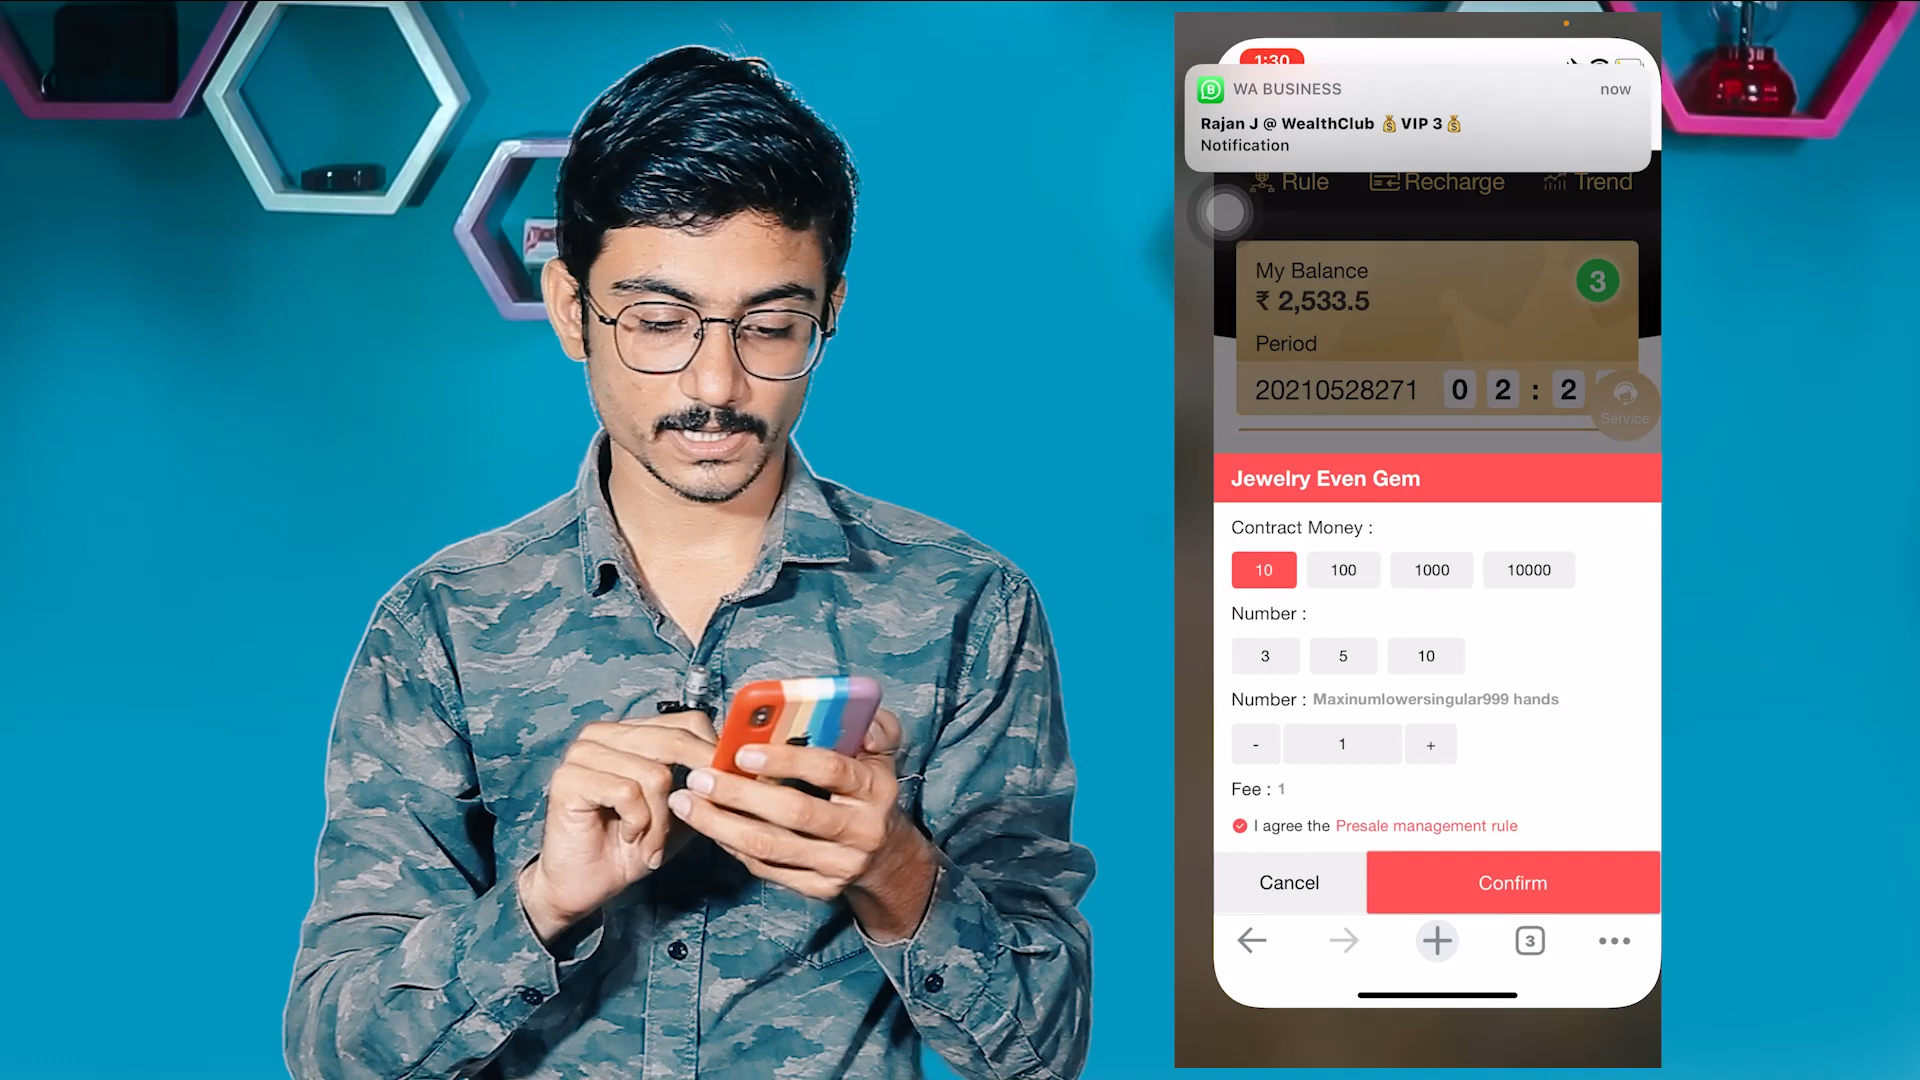 1:30
WA BUSINESS now
Rajan J @ WealthClub 💰 VIP 3 💰
Notification
Rule Recharge Trend
My Balance 3
₹ 2,533.5
Period
20210528271 0 2 : 2
Service
Jewelry Even Gem
Contract Money :
10 100 1000 10000
Number :
3 5 10
Number : Maxinumlowersingular999 hands
- 1 +
Fee : 1
I agree the Presale management rule
Cancel Confirm
3